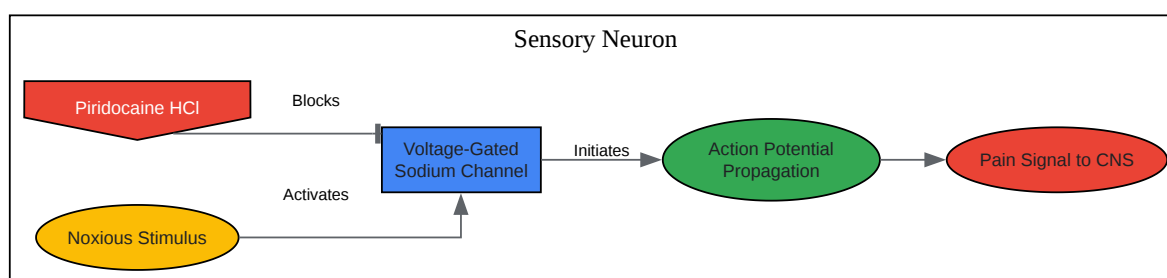 Sensory Neuron
Piridocaine HCl
Blocks
Voltage-Gated
Sodium Channel
Initiates
Action Potential
Propagation
Pain Signal to CNS
Activates
Noxious Stimulus